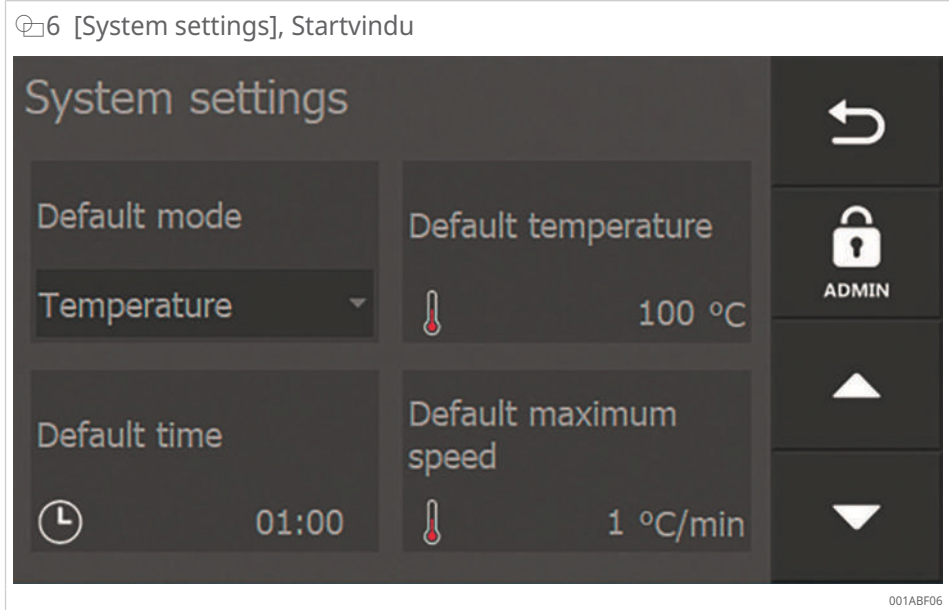 6 [System settings], Startvindu
System settings
Default mode
Temperature
Default temperature
100 °C
Default time
01:00
Default maximum
speed
1 °C/min
ADMIN
001ABF06